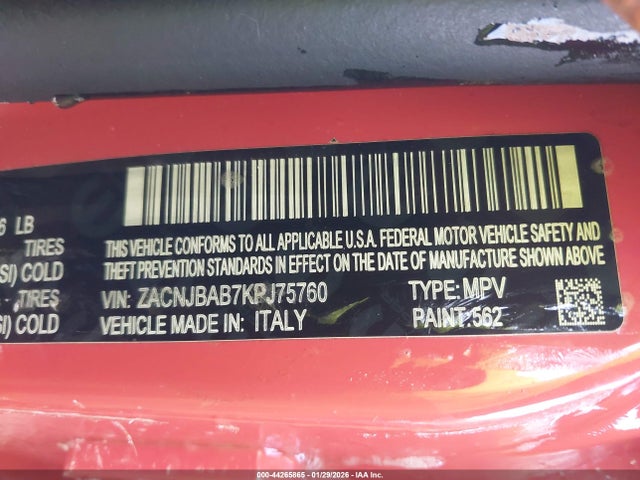 6 LB
TIRES
SI) COLD
TIRES
SI) COLD
THIS VEHICLE CONFORMS TO ALL APPLICABLE U.S.A. FEDERAL MOTOR VEHICLE SAFETY AND
THEFT PREVENTION STANDARDS IN EFFECT ON THE DATE OF MANUFACTURE SHOWN ABOVE
VIN: ZACNJBAB7KPJ75760 TYPE: MPV
VEHICLE MADE IN: ITALY PAINT: 562
000-44265865 - 01/29/2026 - IAA Inc.